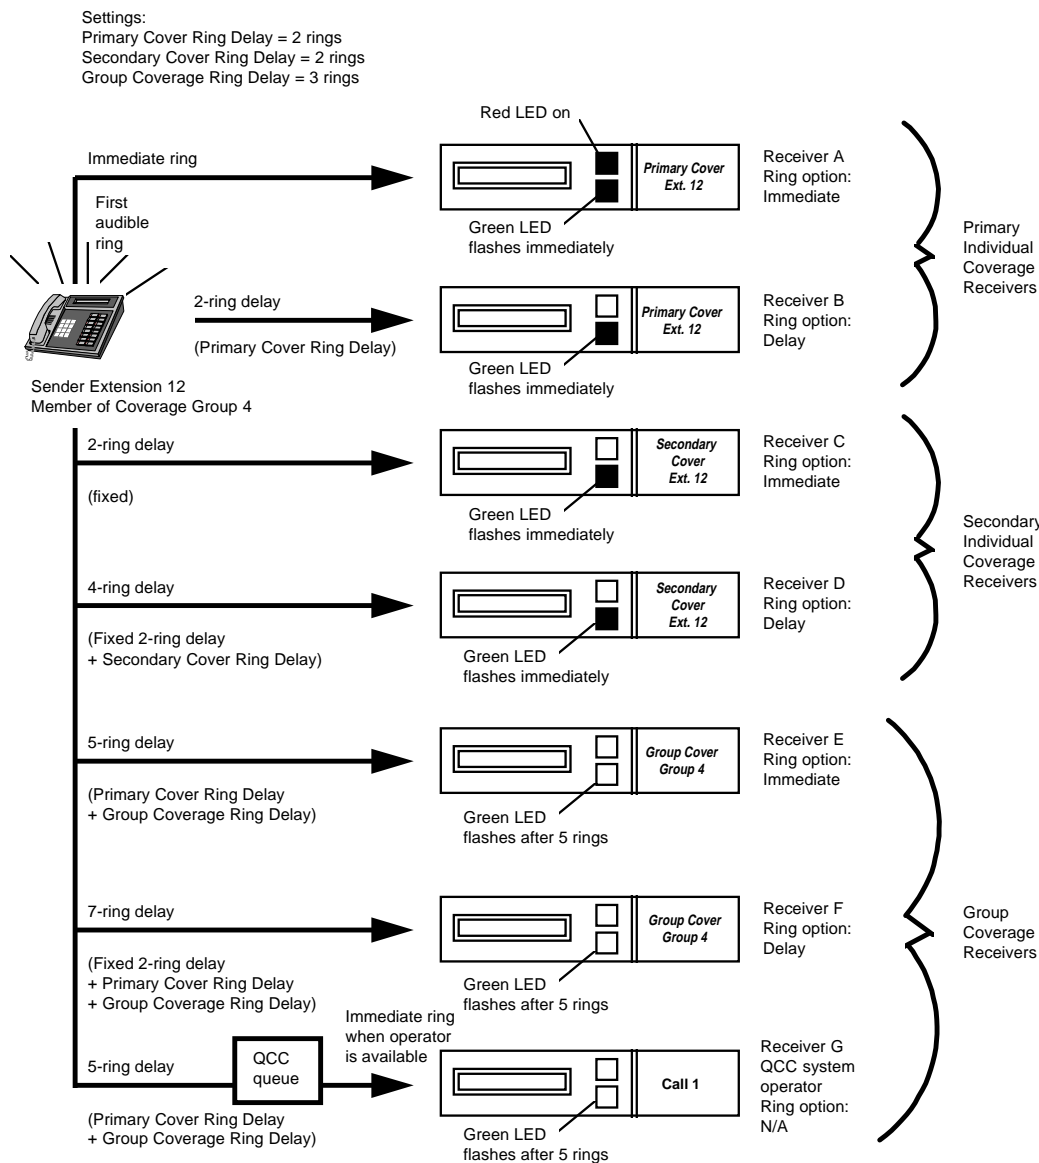 Settings:
Primary Cover Ring Delay = 2 rings
Secondary Cover Ring Delay = 2 rings
Group Coverage Ring Delay = 3 rings
Red LED on
Immediate ring
First
audible
ring
Primary Cover
Ext. 12
Green LED
flashes immediately
Receiver A
Ring option:
Immediate
Primary
Individual
Coverage
Receivers
2-ring delay
(Primary Cover Ring Delay)
Primary Cover
Ext. 12
Green LED
flashes immediately
Receiver B
Ring option:
Delay
Sender Extension 12
Member of Coverage Group 4
2-ring delay
(fixed)
Secondary
Cover
Ext. 12
Green LED
flashes immediately
Receiver C
Ring option:
Immediate
Secondary
Individual
Coverage
Receivers
4-ring delay
(Fixed 2-ring delay
+ Secondary Cover Ring Delay)
Secondary
Cover
Ext. 12
Green LED
flashes immediately
Receiver D
Ring option:
Delay
5-ring delay
(Primary Cover Ring Delay
+ Group Coverage Ring Delay)
Group Cover
Group 4
Green LED
flashes after 5 rings
Receiver E
Ring option:
Immediate
7-ring delay
(Fixed 2-ring delay
+ Primary Cover Ring Delay
+ Group Coverage Ring Delay)
Group Cover
Group 4
Green LED
flashes after 5 rings
Receiver F
Ring option:
Delay
Group
Coverage
Receivers
5-ring delay
(Primary Cover Ring Delay
+ Group Coverage Ring Delay)
QCC
queue
Immediate ring
when operator
is available
Call 1
Green LED
flashes after 5 rings
Receiver G
QCC system
operator
Ring option:
N/A